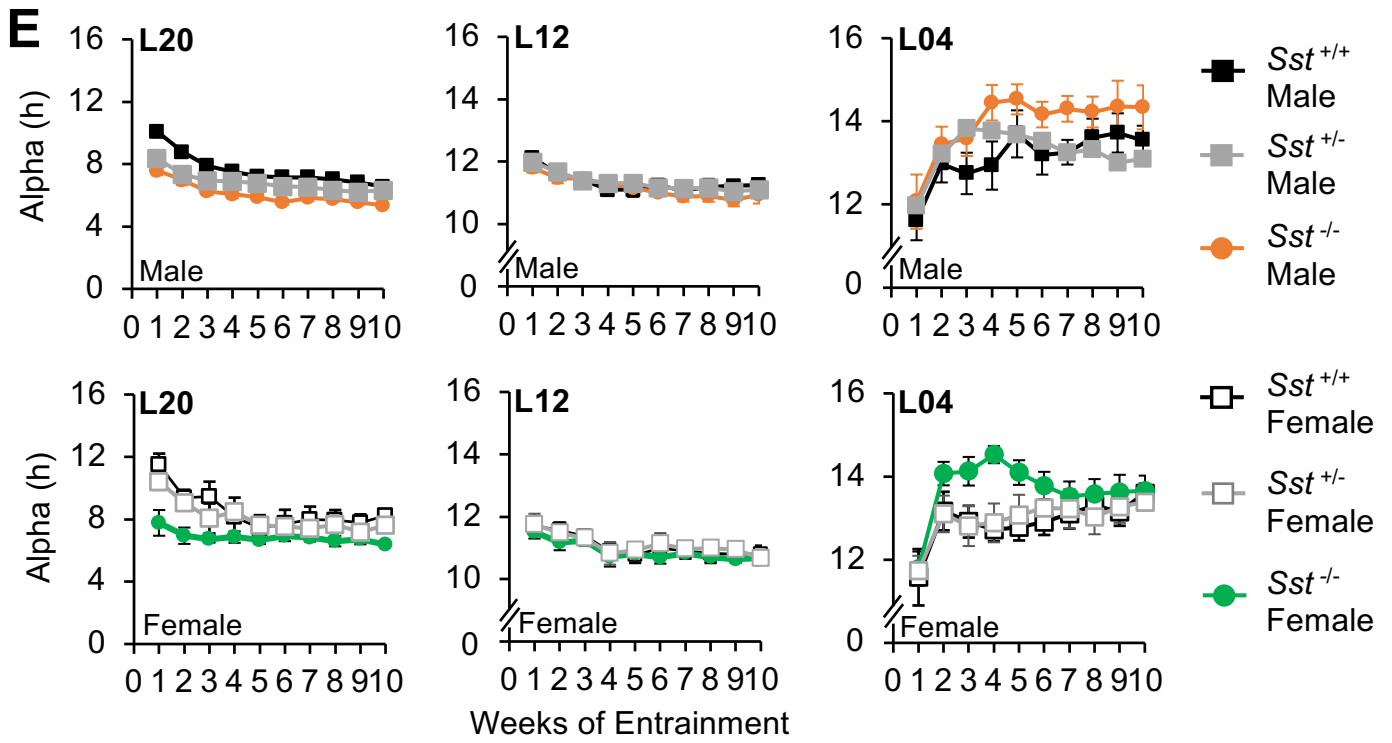 E
L20
L12
L04
16
12
8
4
0
Alpha (h)
Male
0 1 2 3 4 5 6 7 8 9 10
16
14
12
10
0
Male
0 1 2 3 4 5 6 7 8 9 10
16
14
12
0
Male
0 1 2 3 4 5 6 7 8 9 10
Sst +/+
Male
Sst +/-
Male
Sst -/-
Male
L20
L12
L04
16
12
8
4
0
Alpha (h)
Female
0 1 2 3 4 5 6 7 8 9 10
16
14
12
10
0
Female
0 1 2 3 4 5 6 7 8 9 10
16
14
12
0
Female
0 1 2 3 4 5 6 7 8 9 10
Sst +/+
Female
Sst +/-
Female
Sst -/-
Female
Weeks of Entrainment